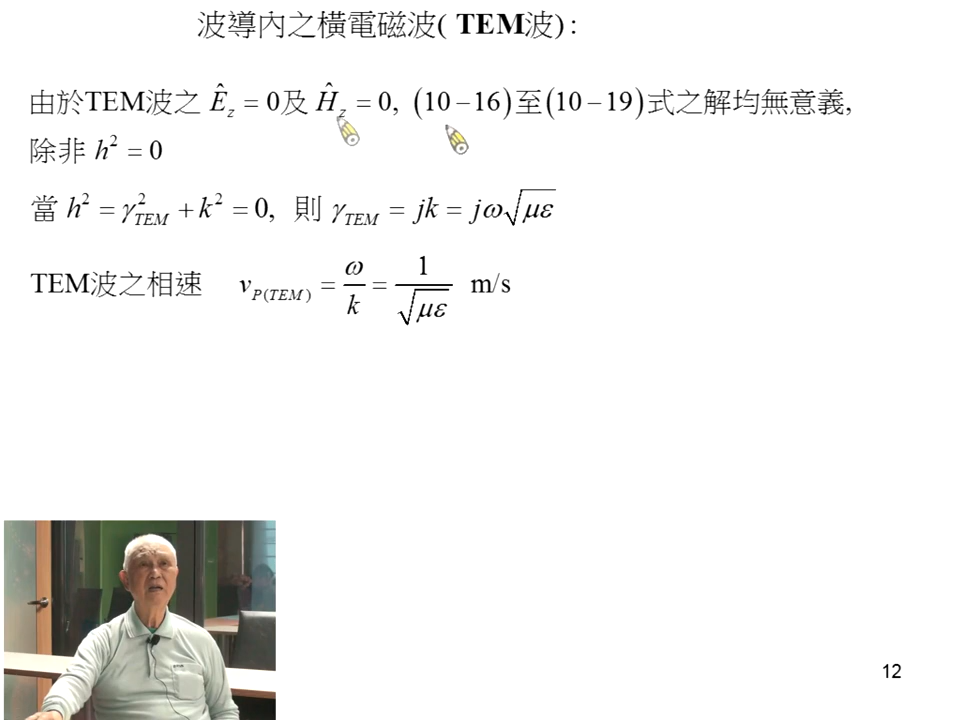 波導內之橫電磁波( TEM波) :
由於TEM波之 Ê_z = 0及 Ĥ_z = 0, (10−16)至(10−19)式之解均無意義,
除非 h² = 0
當 h² = γ²_TEM + k² = 0, 則 γ_TEM = jk = jω√με
TEM波之相速 v_P(TEM) = ω/k = 1/√με m/s
12